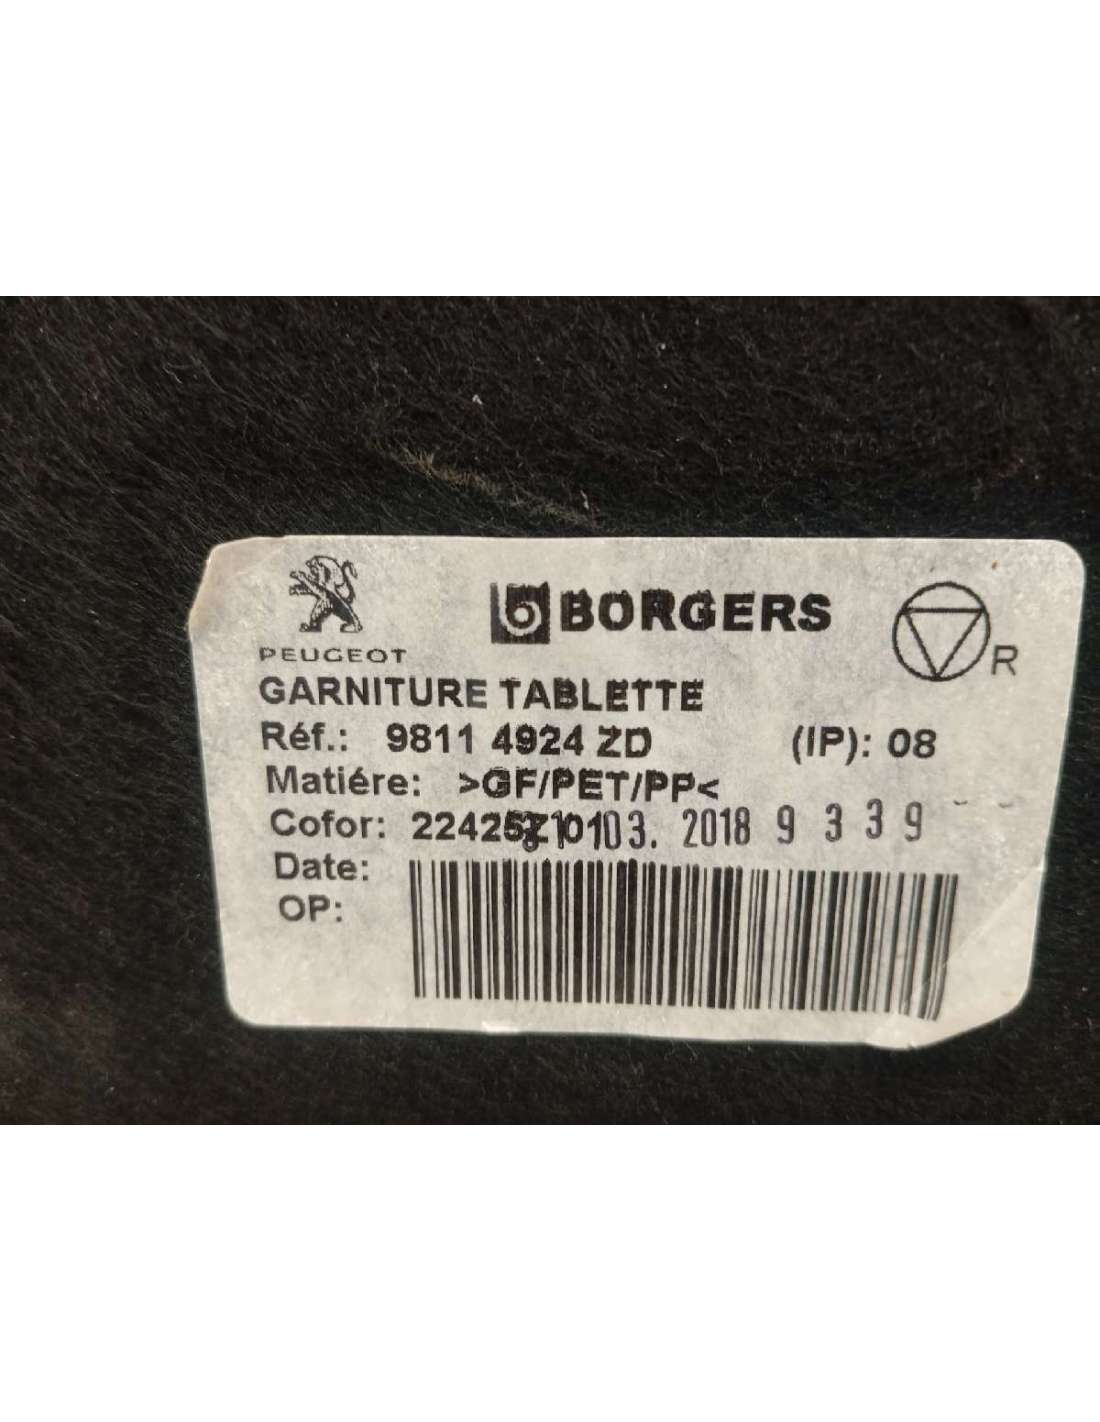 PEUGEOT
BORGERS
R
GARNITURE TABLETTE
Réf.: 9811 4924 ZD (IP): 08
Matiére: >GF/PET/PP<
Cofor: 03. 2018 9 3 3 9
Date:
OP: